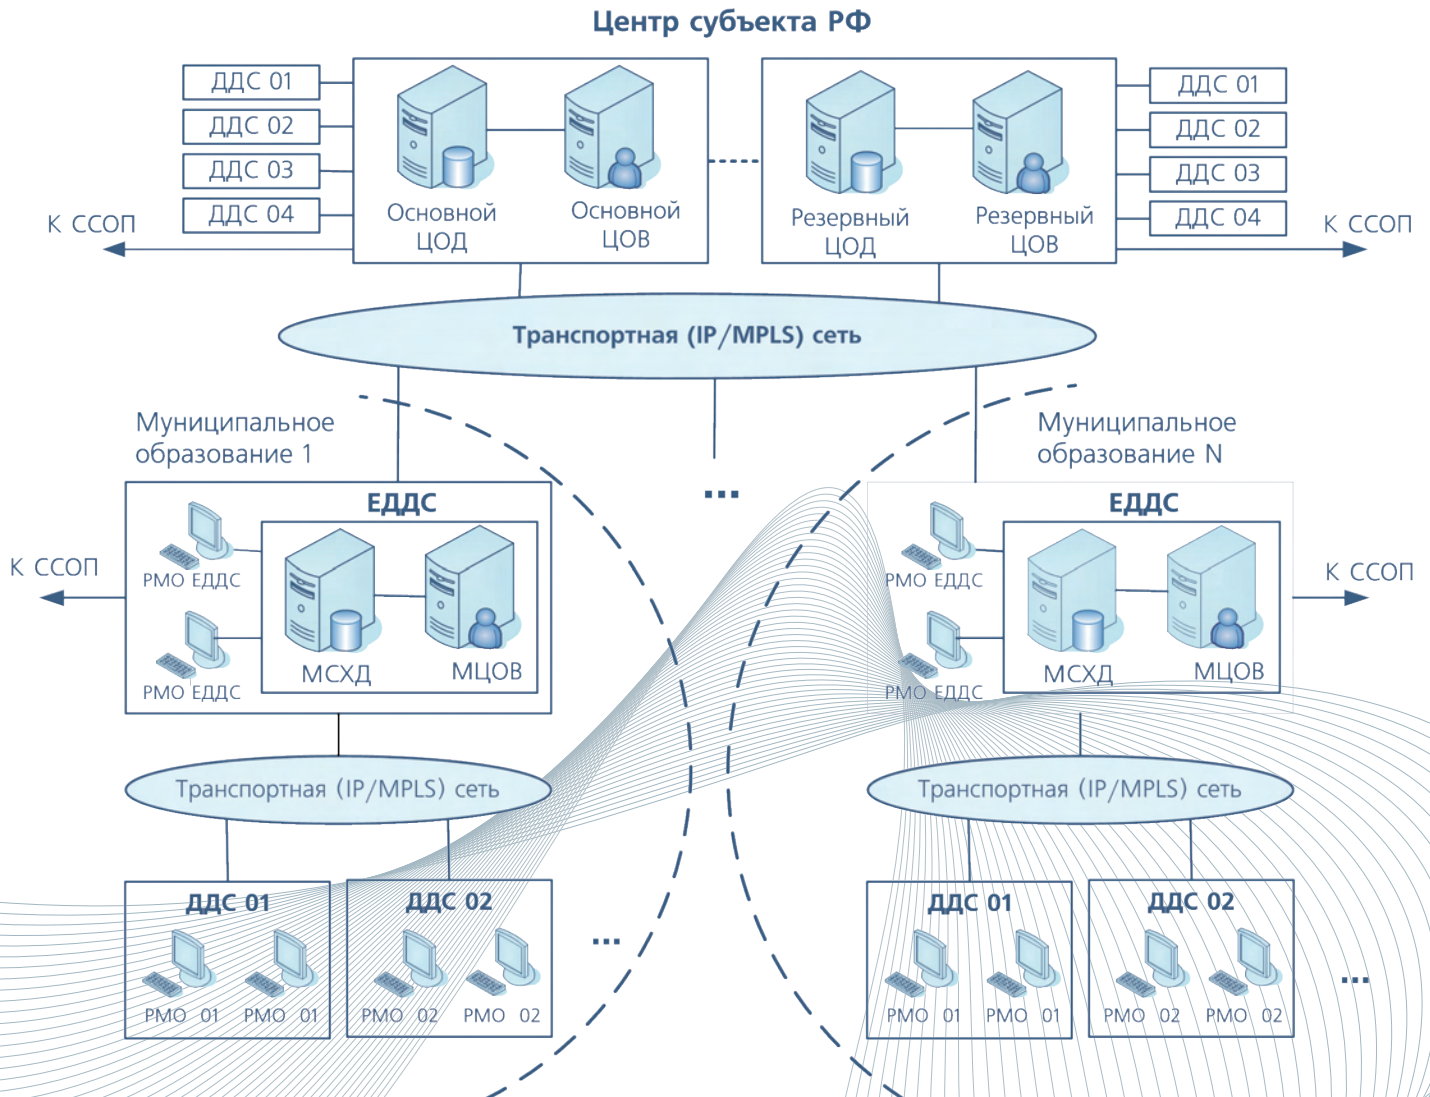 Центр субъекта РФ
ДДС 01
ДДС 02
ДДС 03
ДДС 04
К ССОП
Основной
ЦОД
Основной
ЦОВ
Резервный
ЦОД
Резервный
ЦОВ
ДДС 01
ДДС 02
ДДС 03
ДДС 04
К ССОП
Транспортная (IP/MPLS) сеть
Муниципальное
образование 1
ЕДДС
РМО ЕДДС
РМО ЕДДС
МСХД
МЦОВ
К ССОП
...
Муниципальное
образование N
ЕДДС
РМО ЕДДС
РМО ЕДДС
МСХД
МЦОВ
К ССОП
Транспортная (IP/MPLS) сеть
ДДС 01
РМО 01
РМО 01
ДДС 02
РМО 02
РМО 02
...
Транспортная (IP/MPLS) сеть
ДДС 01
РМО 01
РМО 01
ДДС 02
РМО 02
РМО 02
...